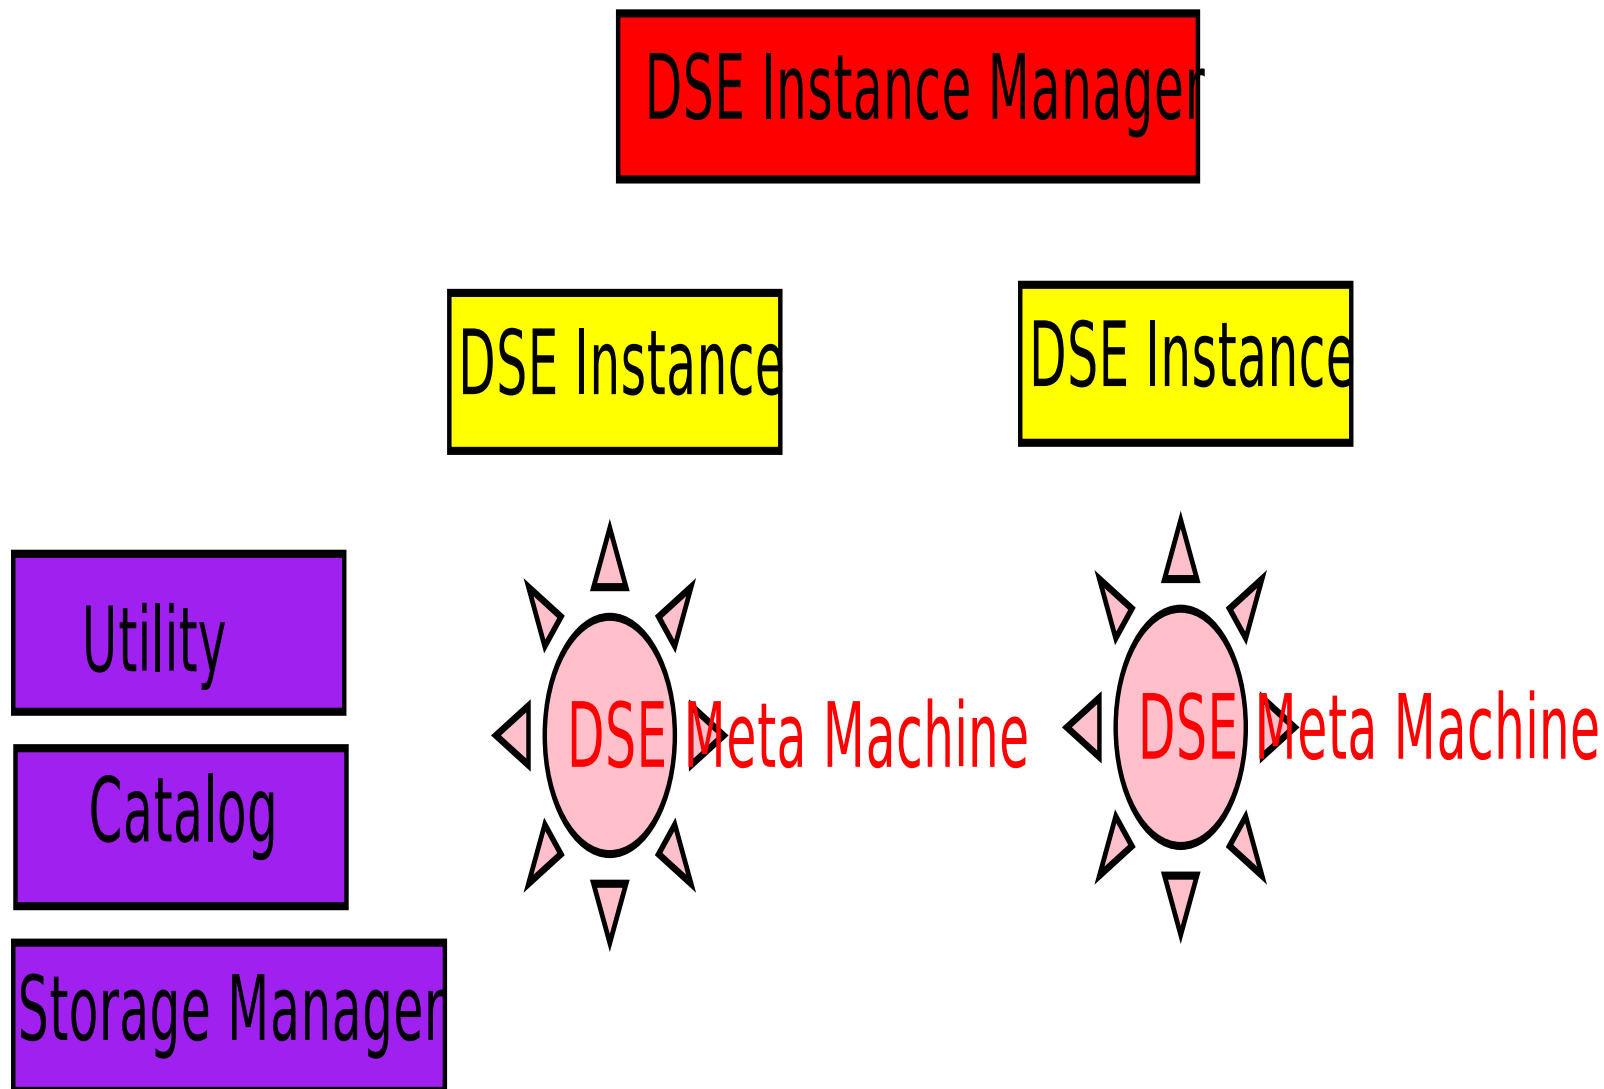 DSE Instance Manager
DSE Instance
DSE Instance
Utility
DSE Meta Machine
DSE Meta Machine
Catalog
Storage Manager